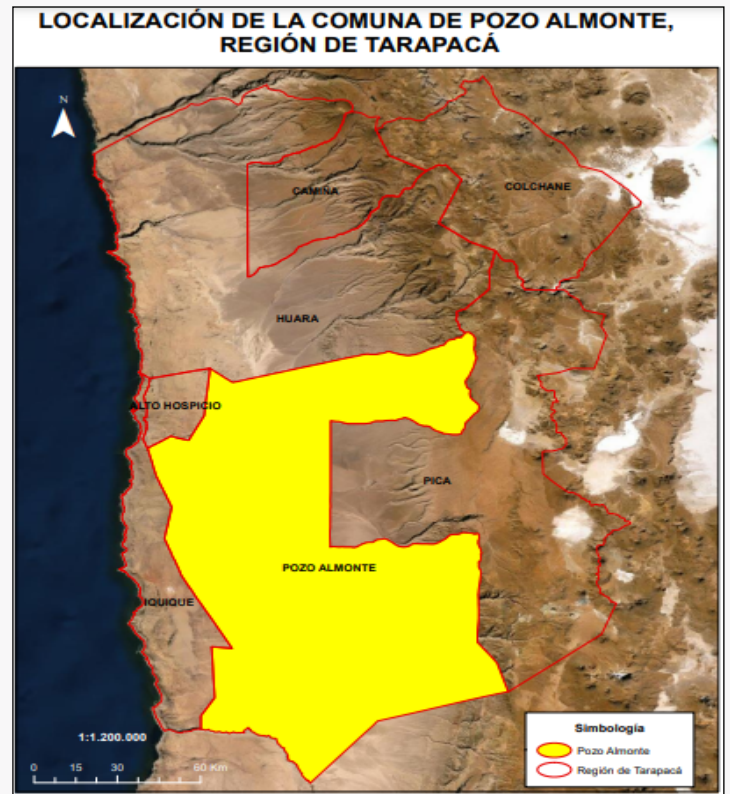 LOCALIZACIÓN DE LA COMUNA DE POZO ALMONTE,
REGIÓN DE TARAPACÁ
N
CAMIÑA
COLCHANE
HUARA
ALTO HOSPICIO
PICA
POZO ALMONTE
IQUIQUE
1:1.200.000
0 15 30 60 Km
Simbología
Pozo Almonte
Región de Tarapacá